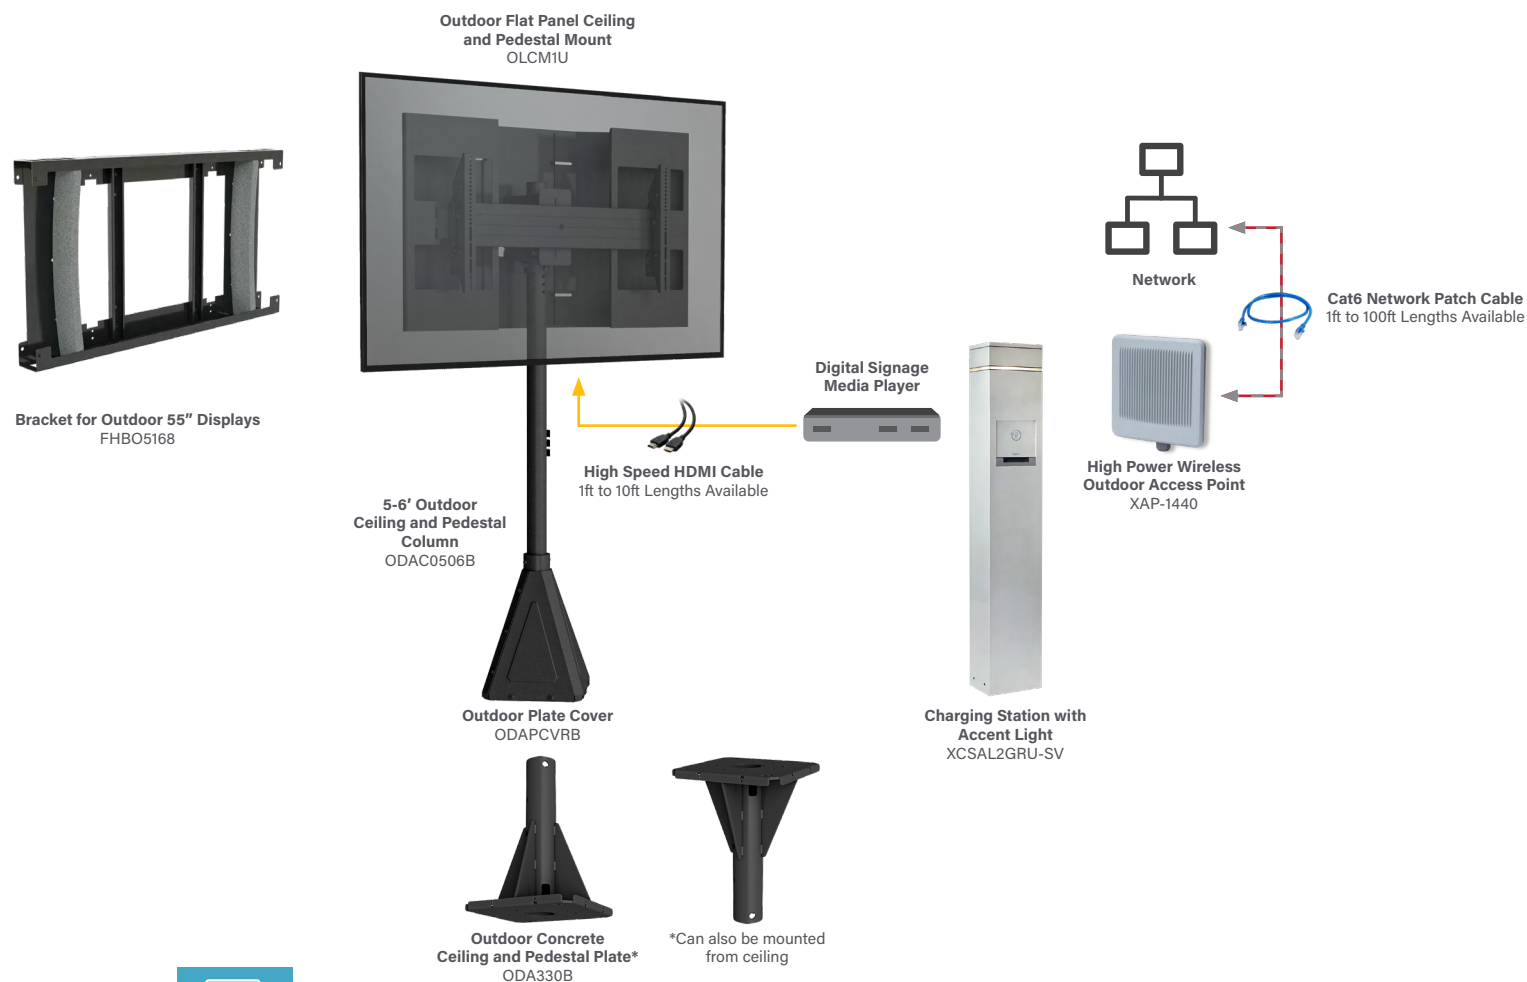 Outdoor Flat Panel Ceiling
and Pedestal Mount
OLCM1U
Bracket for Outdoor 55" Displays
FHBO5168
5-6' Outdoor
Ceiling and Pedestal
Column
ODAC0506B
High Speed HDMI Cable
1ft to 10ft Lengths Available
Digital Signage
Media Player
Network
Cat6 Network Patch Cable
1ft to 100ft Lengths Available
High Power Wireless
Outdoor Access Point
XAP-1440
Outdoor Plate Cover
ODAPCVRB
Charging Station with
Accent Light
XCSAL2GRU-SV
Outdoor Concrete
Ceiling and Pedestal Plate*
ODA330B
*Can also be mounted
from ceiling